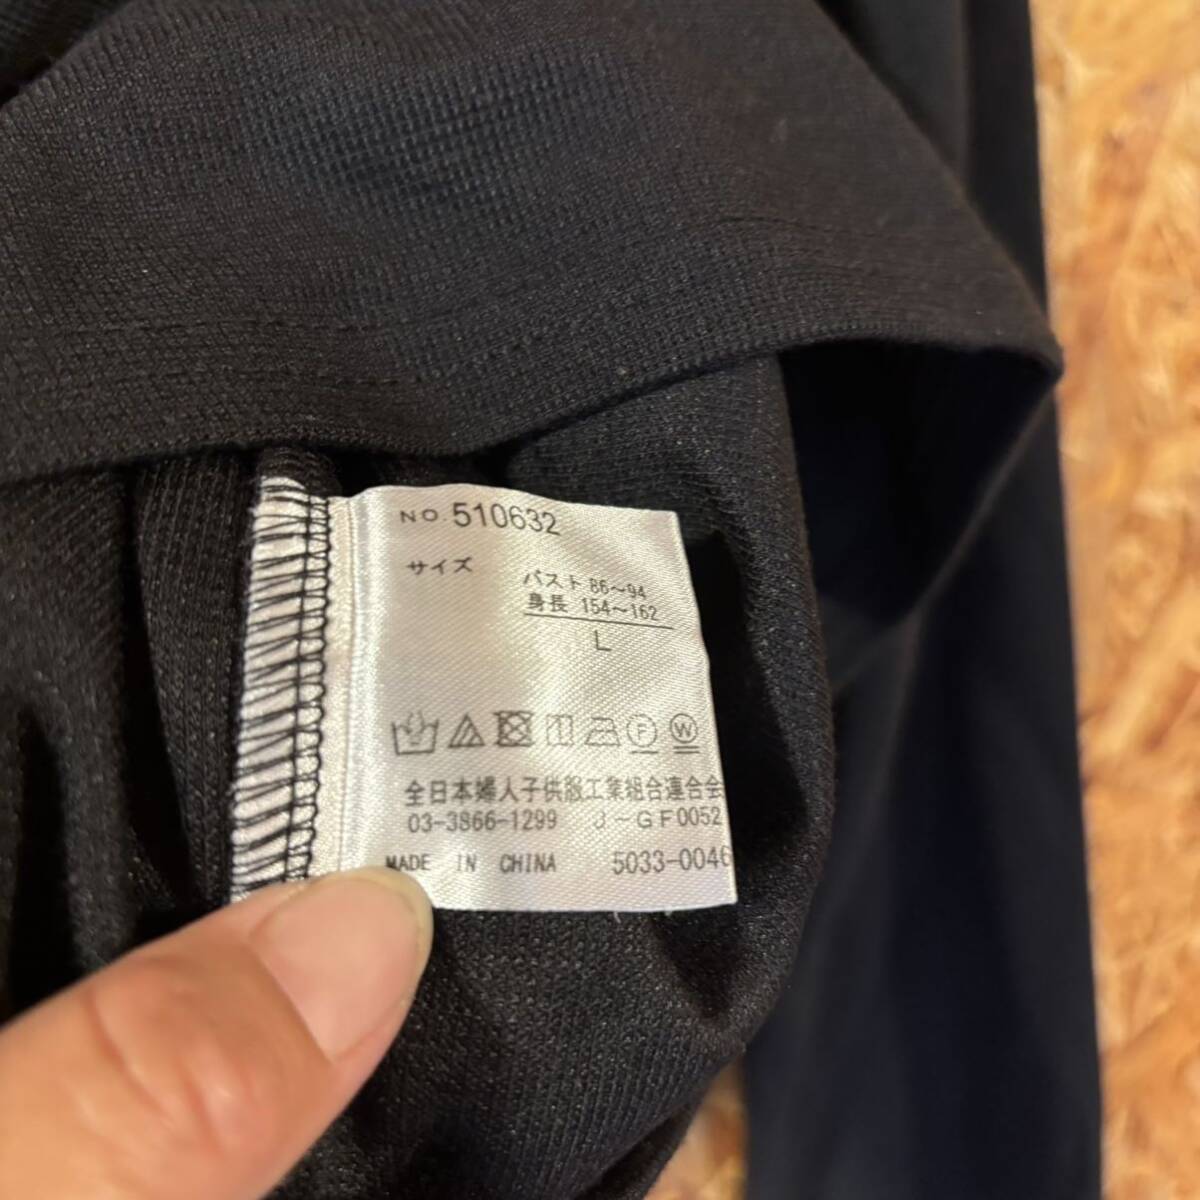 NO.510632
サイズ
バスト 86～94
身長 154～162
L
F W
全日本婦人子供服工業組合連合会
03-3866-1299 J-GF0052
MADE IN CHINA 5033-0046